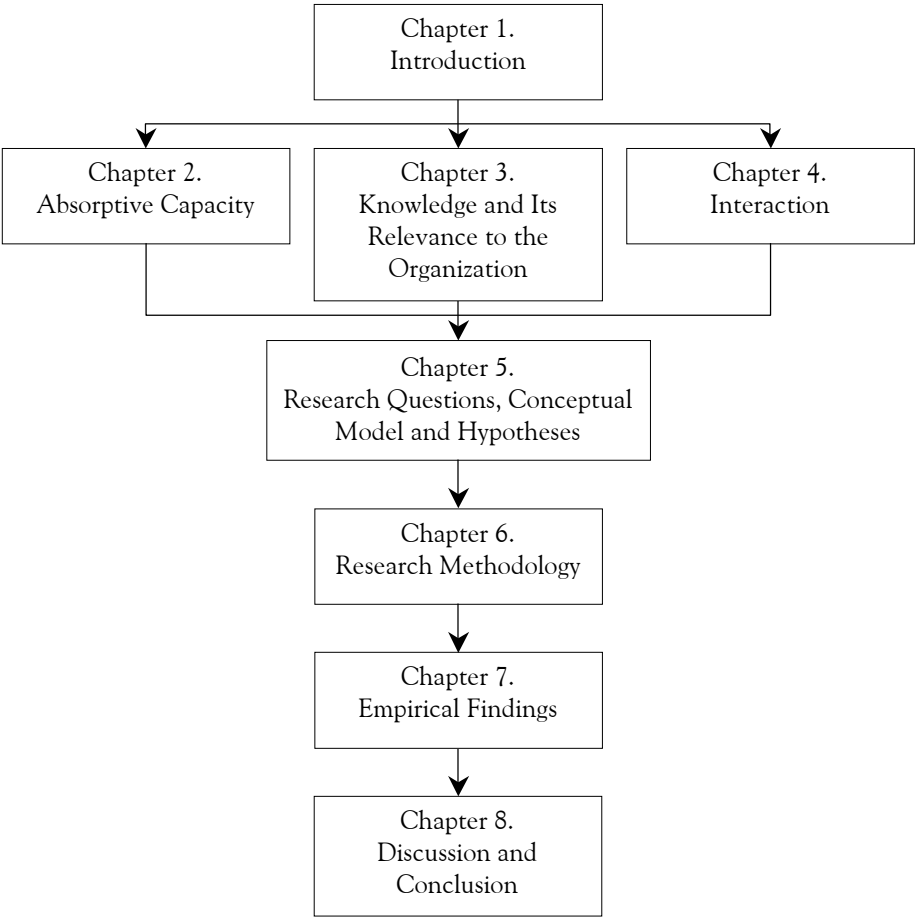 Chapter 1.
Introduction
Chapter 2.
Absorptive Capacity
Chapter 3.
Knowledge and Its
Relevance to the
Organization
Chapter 4.
Interaction
Chapter 5.
Research Questions, Conceptual
Model and Hypotheses
Chapter 6.
Research Methodology
Chapter 7.
Empirical Findings
Chapter 8.
Discussion and
Conclusion